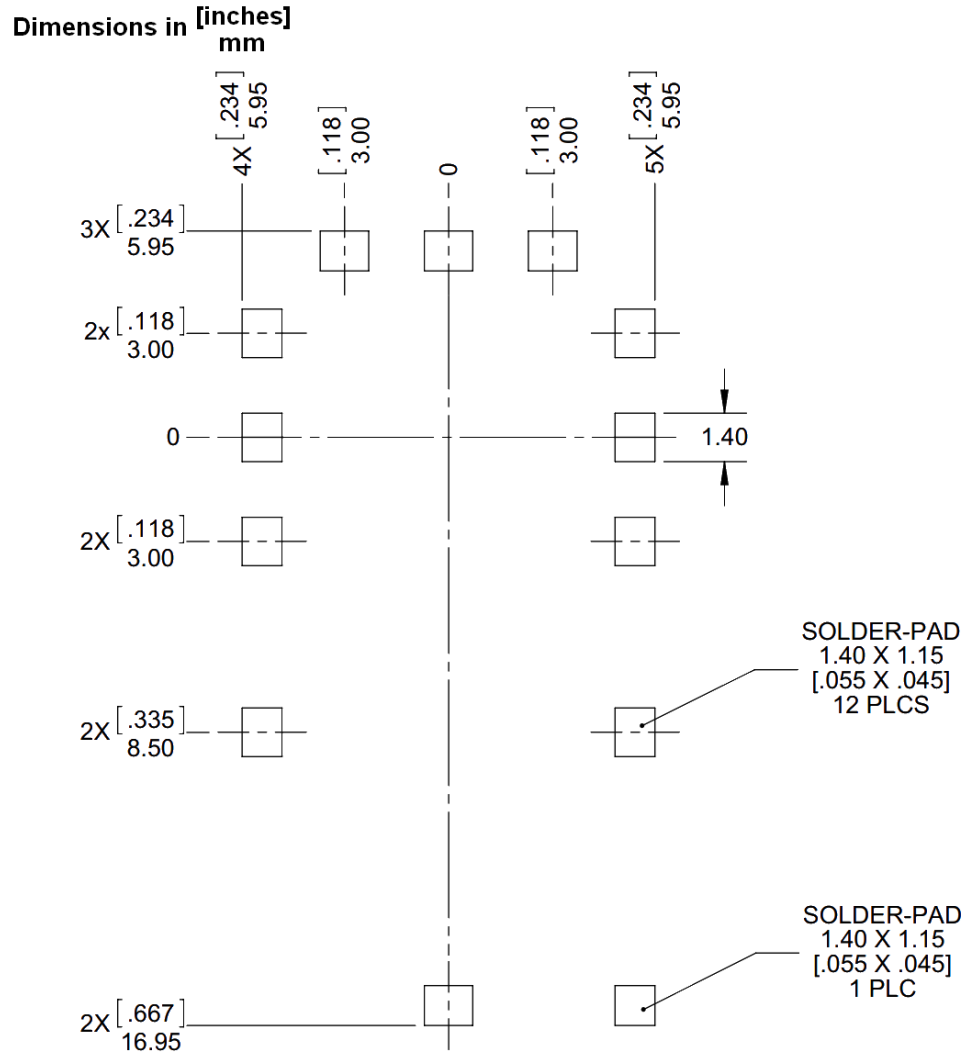 Dimensions in [inches]
mm
4X [.234]
5.95
[.118]
3.00
0
[.118]
3.00
5X [.234]
5.95
3X [.234]
5.95
2x [.118]
3.00
0
1.40
2X [.118]
3.00
SOLDER-PAD
1.40 X 1.15
[.055 X .045]
12 PLCS
2X [.335]
8.50
SOLDER-PAD
1.40 X 1.15
[.055 X .045]
1 PLC
2X [.667]
16.95